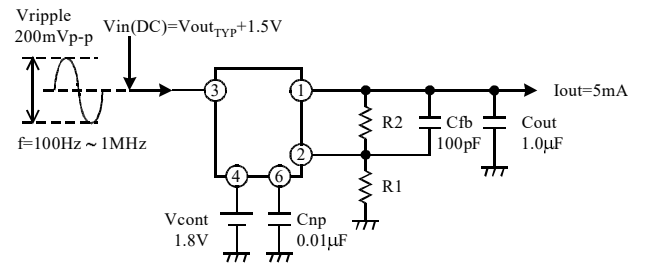 Vripple
200mVp-p
Vin(DC)=VoutTYP+1.5V
f=100Hz ~ 1MHz
3
1
2
4
6
Iout=5mA
R2
Cfb
100pF
Cout
1.0μF
R1
Vcont
1.8V
Cnp
0.01μF